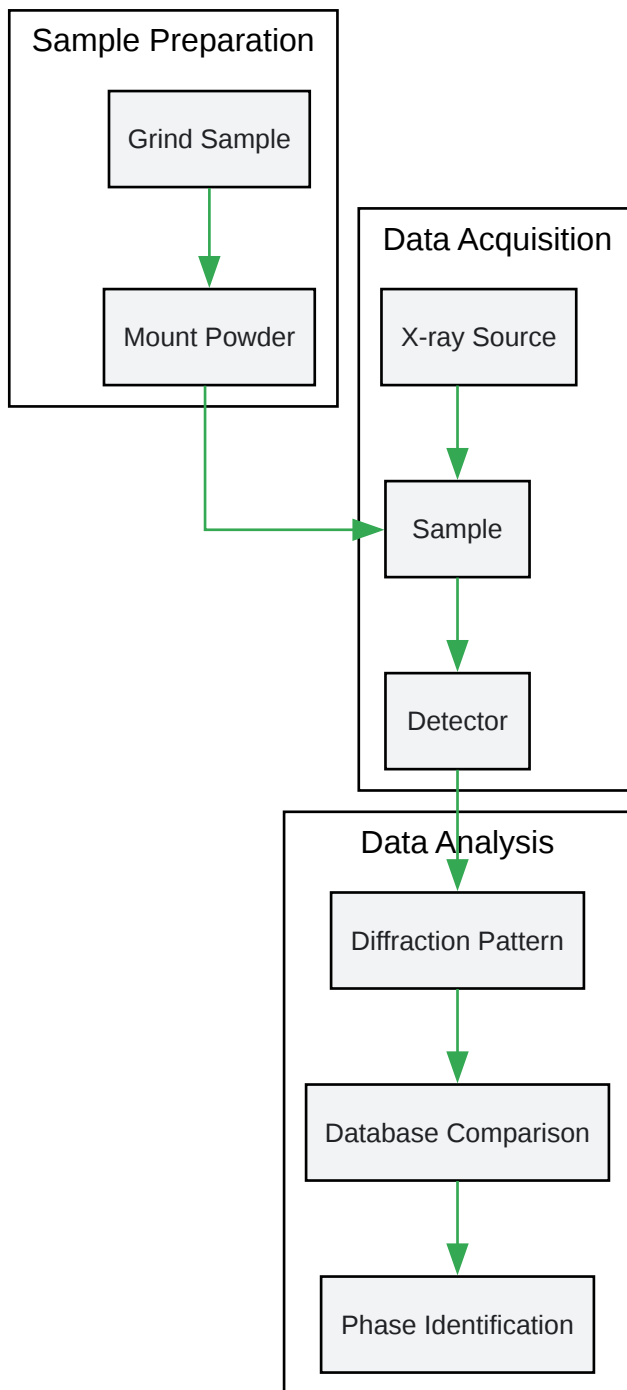 Sample Preparation
Grind Sample
Mount Powder
Data Acquisition
X-ray Source
Sample
Detector
Data Analysis
Diffraction Pattern
Database Comparison
Phase Identification